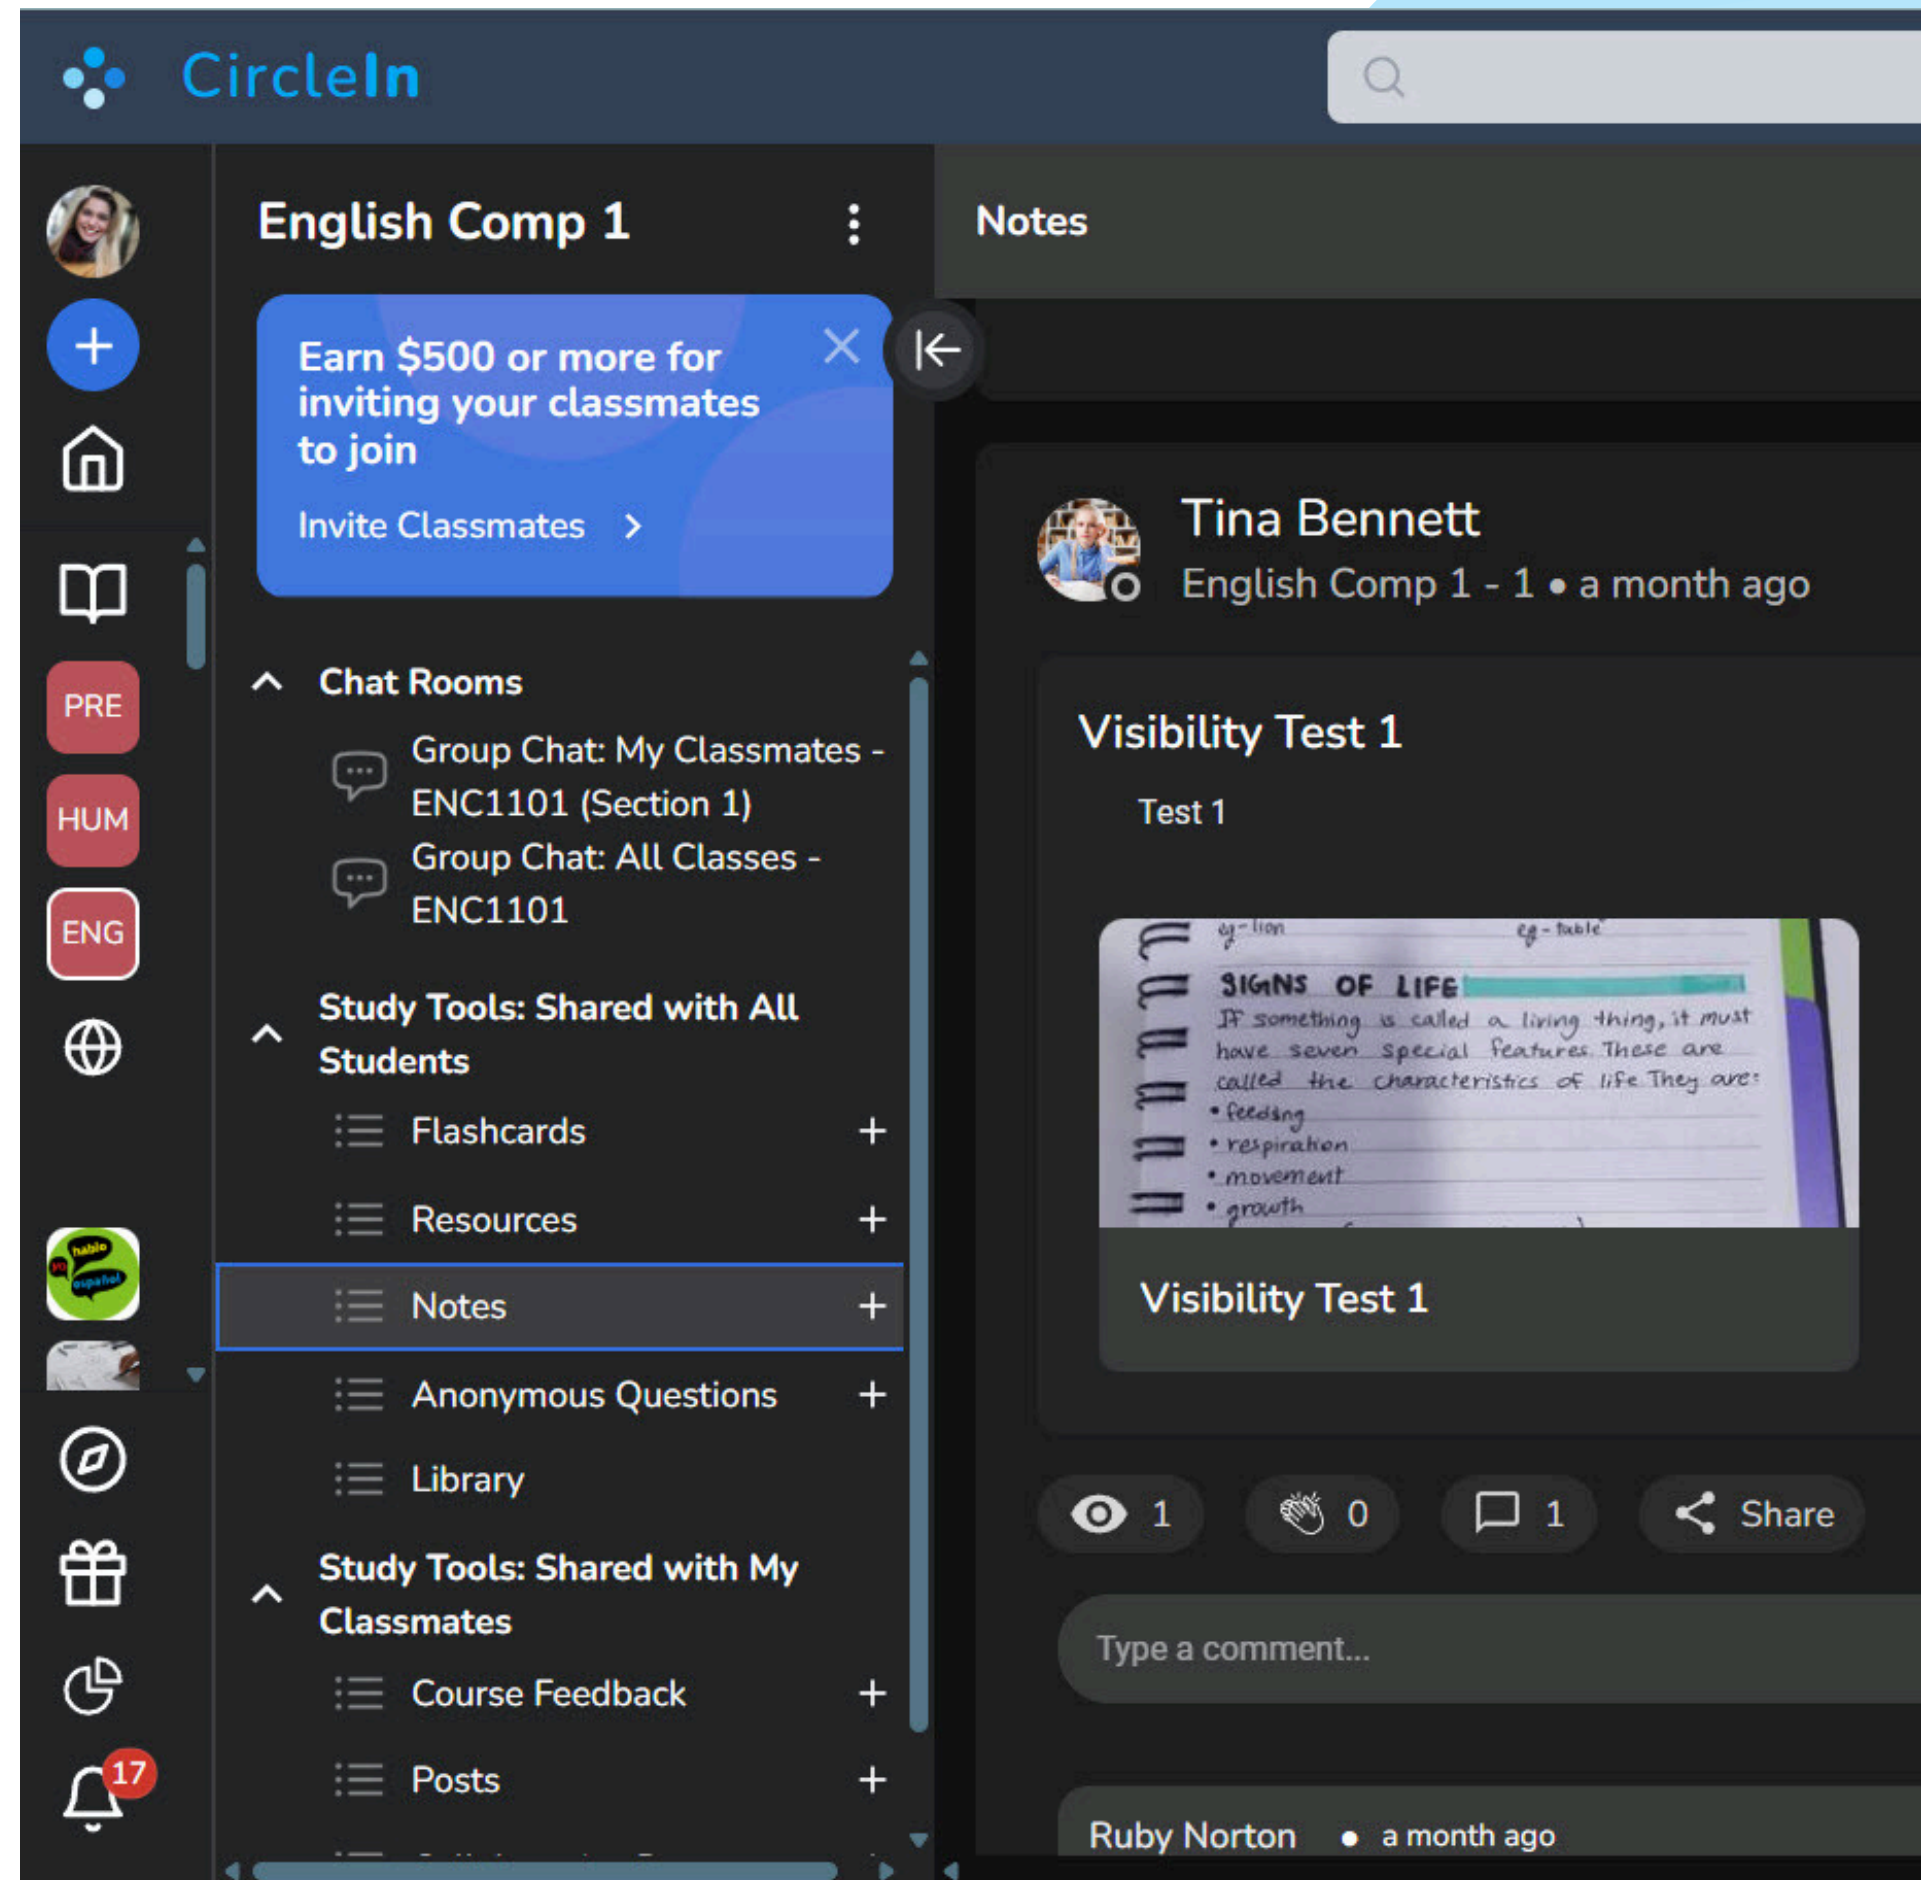 CircleIn
English Comp 1
Earn $500 or more for
inviting your classmates
to join
Invite Classmates
PRE
HUM
ENG
hablo
yo
español
17
Chat Rooms
Group Chat: My Classmates -
ENC1101 (Section 1)
Group Chat: All Classes -
ENC1101
Study Tools: Shared with All
Students
Flashcards
Resources
Notes
Anonymous Questions
Library
Study Tools: Shared with My
Classmates
Course Feedback
Posts
Notes
Tina Bennett
English Comp 1 - 1 • a month ago
Visibility Test 1
Test 1
eg-lion eg-table
SIGNS OF LIFE
If something is called a living thing, it must
have seven special features. These are
called the characteristics of life They are:
• feeding
• respiration
• movement
• growth
Visibility Test 1
1 0 1 Share
Type a comment...
Ruby Norton • a month ago